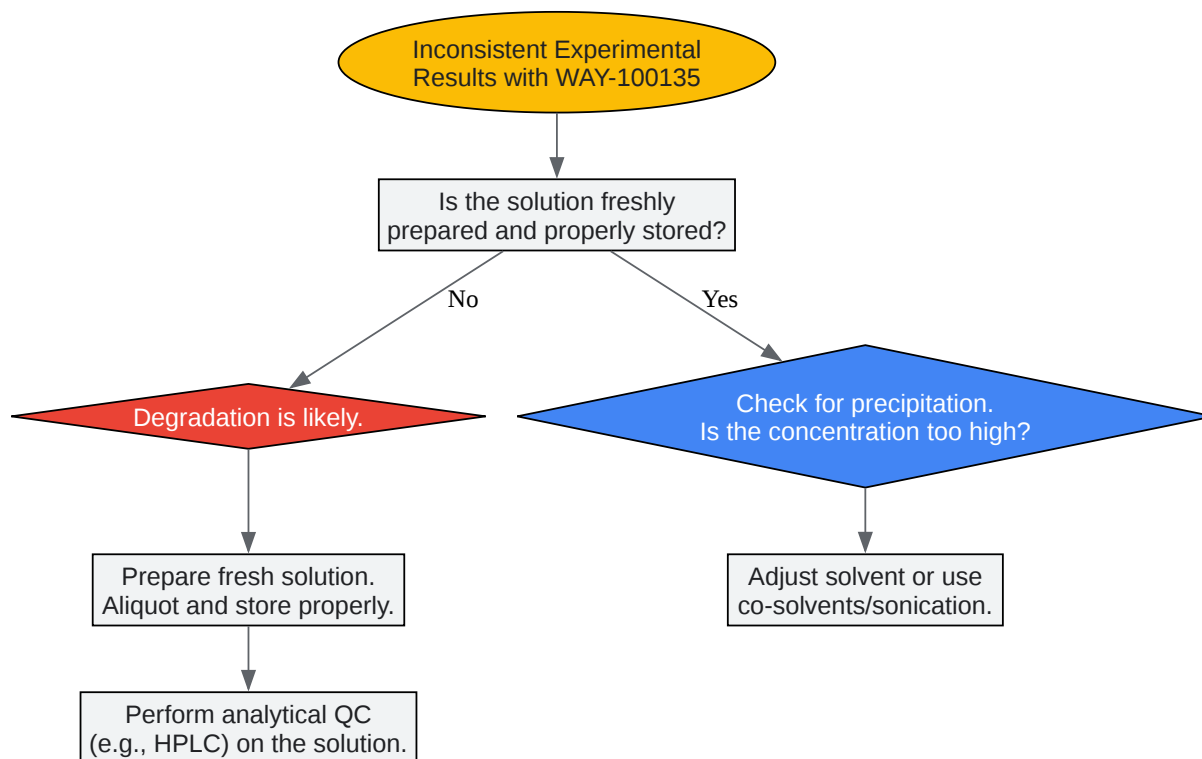 Inconsistent Experimental
Results with WAY-100135
Is the solution freshly
prepared and properly stored?
No
Yes
Degradation is likely.
Check for precipitation.
Is the concentration too high?
Prepare fresh solution.
Aliquot and store properly.
Adjust solvent or use
co-solvents/sonication.
Perform analytical QC
(e.g., HPLC) on the solution.